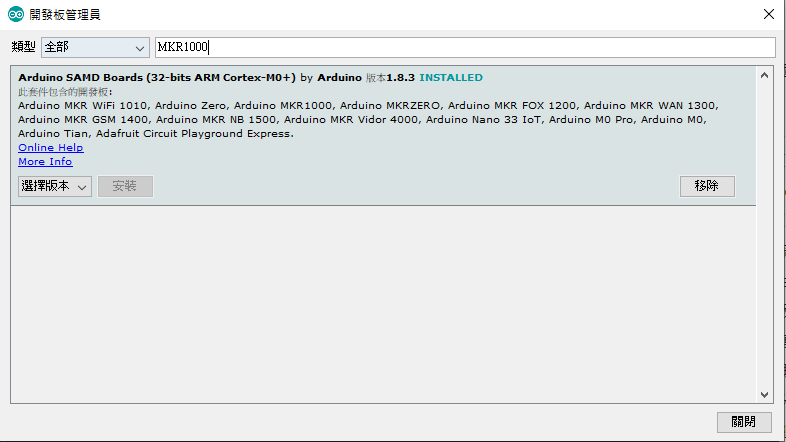 開發板管理員
類型 全部 MKR1000
Arduino SAMD Boards (32-bits ARM Cortex-M0+) by Arduino 版本1.8.3 INSTALLED
此套件包含的開發板:
Arduino MKR WiFi 1010, Arduino Zero, Arduino MKR1000, Arduino MKRZERO, Arduino MKR FOX 1200, Arduino MKR WAN 1300,
Arduino MKR GSM 1400, Arduino MKR NB 1500, Arduino MKR Vidor 4000, Arduino Nano 33 IoT, Arduino M0 Pro, Arduino M0,
Arduino Tian, Adafruit Circuit Playground Express.
Online Help
More Info
選擇版本 安裝 移除
關閉